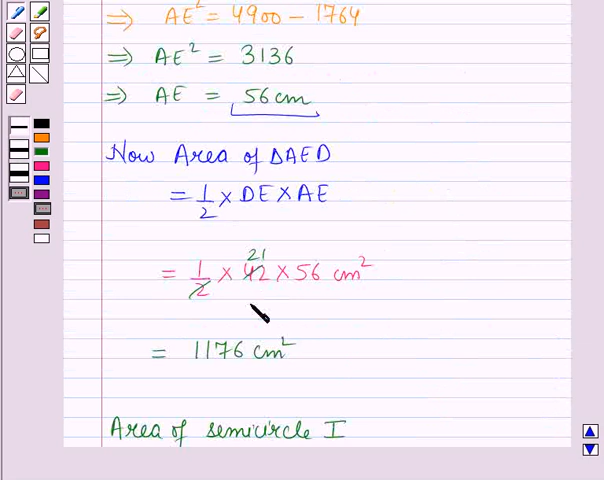 ⇒ AE² = 4900 − 1764
⇒ AE² = 3136
⇒ AE = 56 cm
Now Area of ΔAED
= 1/2 × DE × AE
21
= 1/2 × 42 × 56 cm²
= 1176 cm²
Area of semicircle I